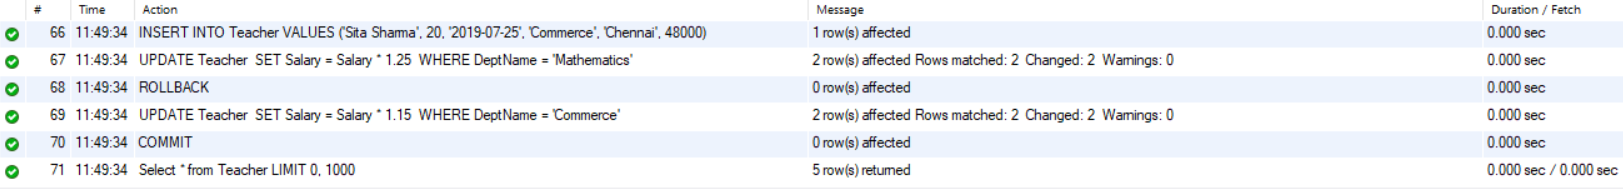 # Time Action Message Duration / Fetch
66 11:49:34 INSERT INTO Teacher VALUES ('Sita Sharma', 20, '2019-07-25', 'Commerce', 'Chennai', 48000) 1 row(s) affected 0.000 sec
67 11:49:34 UPDATE Teacher SET Salary = Salary * 1.25 WHERE DeptName = 'Mathematics' 2 row(s) affected Rows matched: 2 Changed: 2 Warnings: 0 0.000 sec
68 11:49:34 ROLLBACK 0 row(s) affected 0.000 sec
69 11:49:34 UPDATE Teacher SET Salary = Salary * 1.15 WHERE DeptName = 'Commerce' 2 row(s) affected Rows matched: 2 Changed: 2 Warnings: 0 0.000 sec
70 11:49:34 COMMIT 0 row(s) affected 0.000 sec
71 11:49:34 Select * from Teacher LIMIT 0, 1000 5 row(s) returned 0.000 sec / 0.000 sec